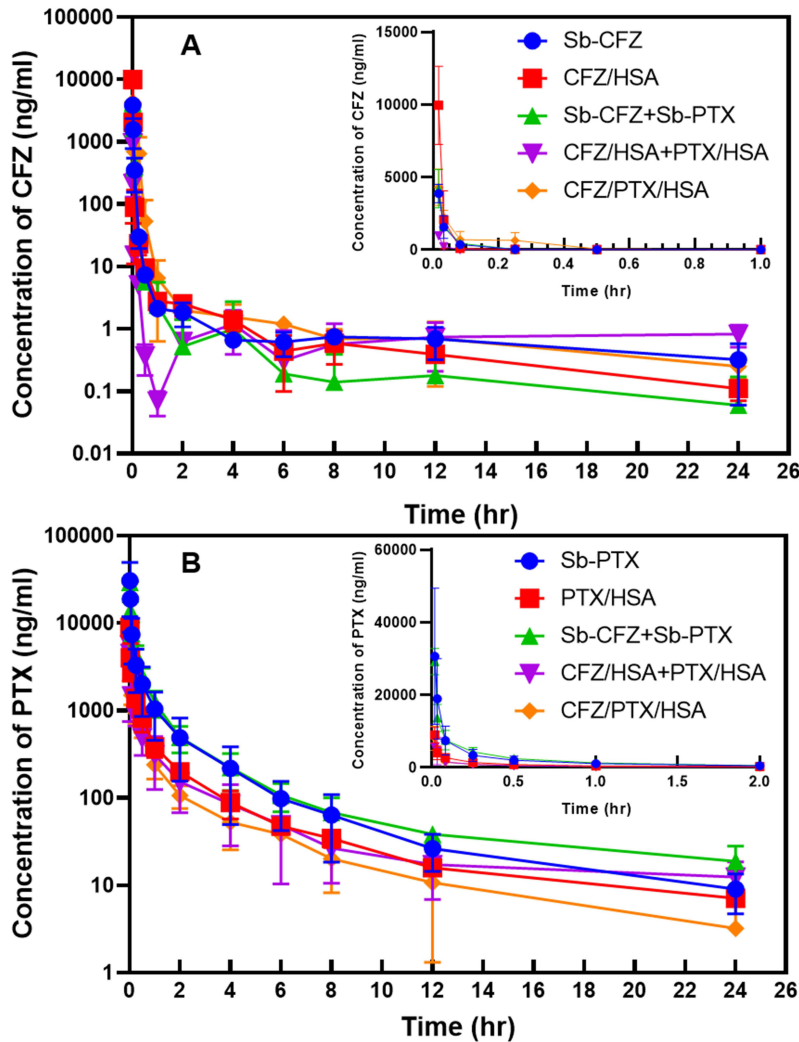 A
Concentration of CFZ (ng/ml)
100000
10000
1000
100
10
1
0.1
0.01
0 2 4 6 8 10 12 14 16 18 20 22 24 26
Time (hr)
Concentration of CFZ (ng/ml)
15000
10000
5000
0
0.0 0.2 0.4 0.6 0.8 1.0
Time (hr)
Sb-CFZ
CFZ/HSA
Sb-CFZ+Sb-PTX
CFZ/HSA+PTX/HSA
CFZ/PTX/HSA
B
Concentration of PTX (ng/ml)
100000
10000
1000
100
10
1
0 2 4 6 8 10 12 14 16 18 20 22 24 26
Time (hr)
Concentration of PTX (ng/ml)
60000
40000
20000
0
0.0 0.5 1.0 1.5 2.0
Time (hr)
Sb-PTX
PTX/HSA
Sb-CFZ+Sb-PTX
CFZ/HSA+PTX/HSA
CFZ/PTX/HSA